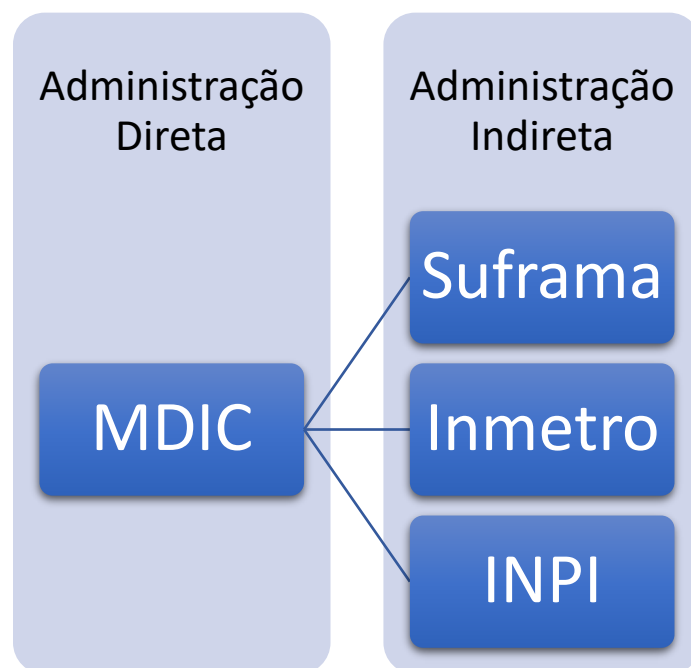 Administração
Direta
Administração
Indireta
Suframa
MDIC
Inmetro
INPI